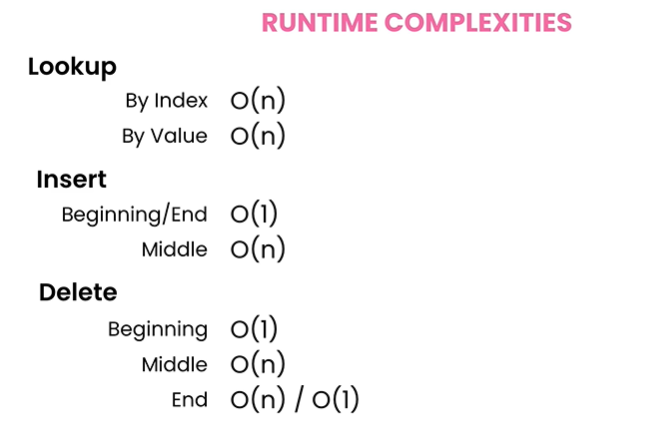 RUNTIME COMPLEXITIES
Lookup
By Index O(n)
By Value O(n)
Insert
Beginning/End O(1)
Middle O(n)
Delete
Beginning O(1)
Middle O(n)
End O(n) / O(1)